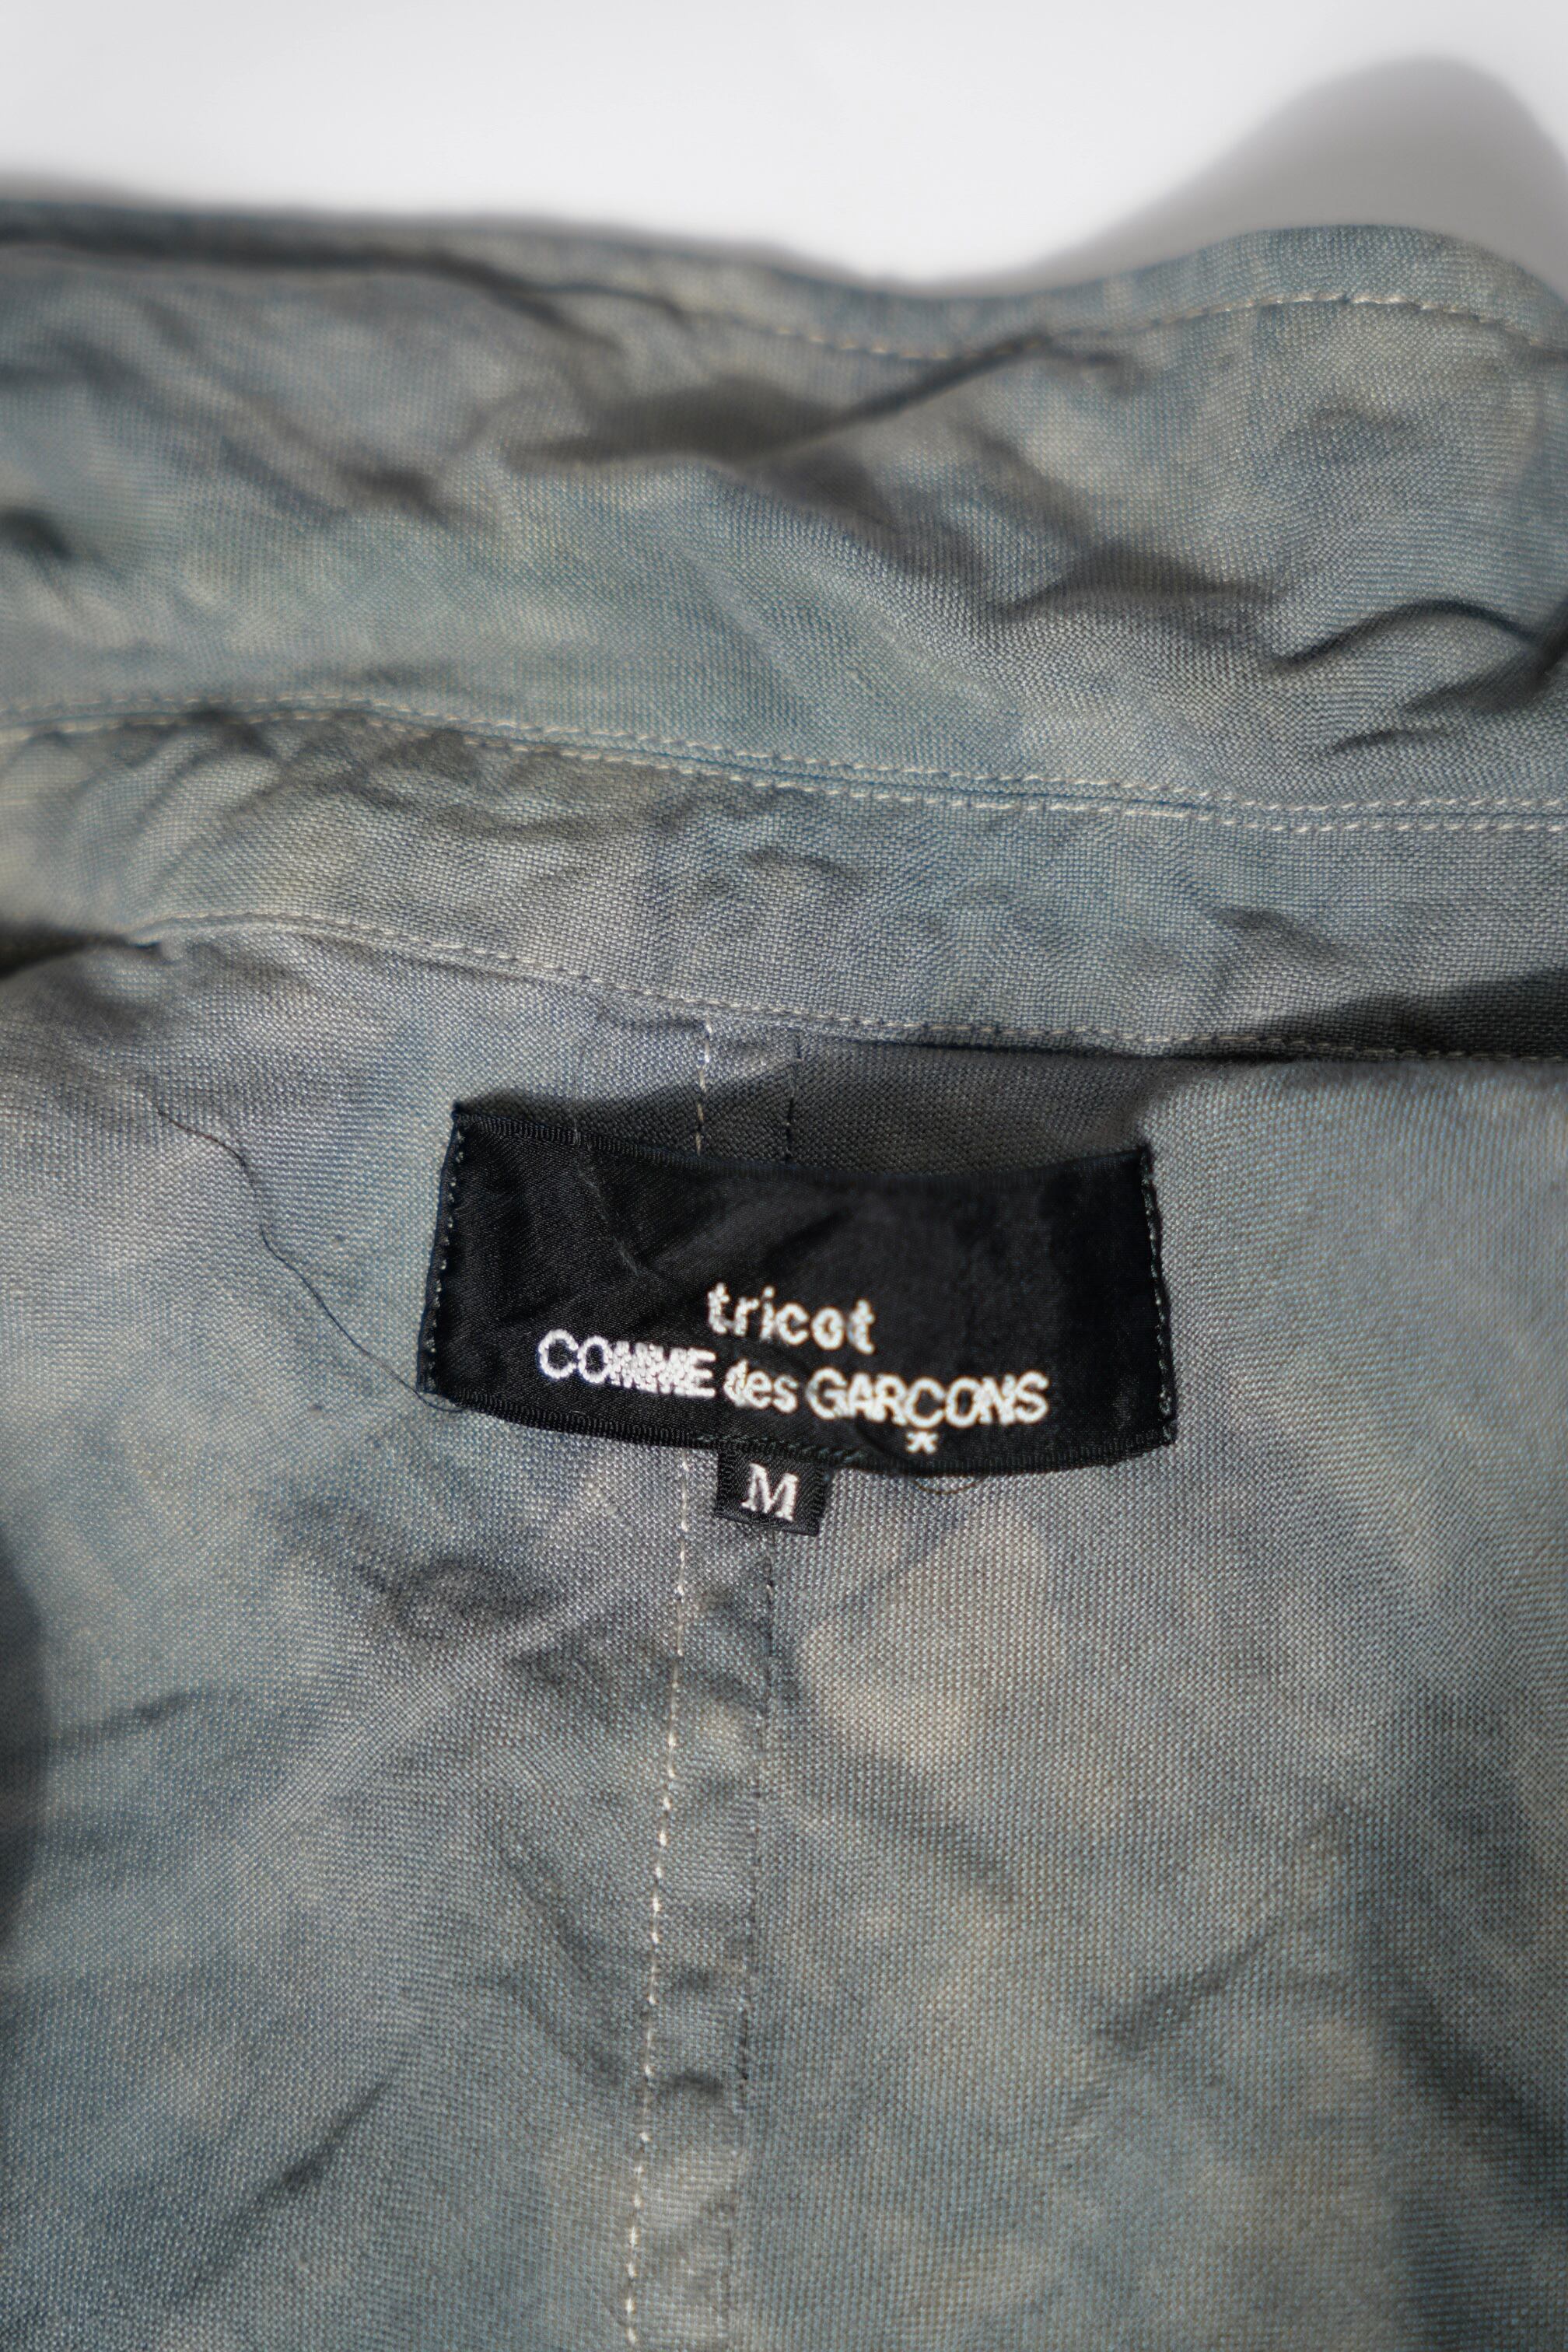 tricot
COMME des GARÇONS
*
M